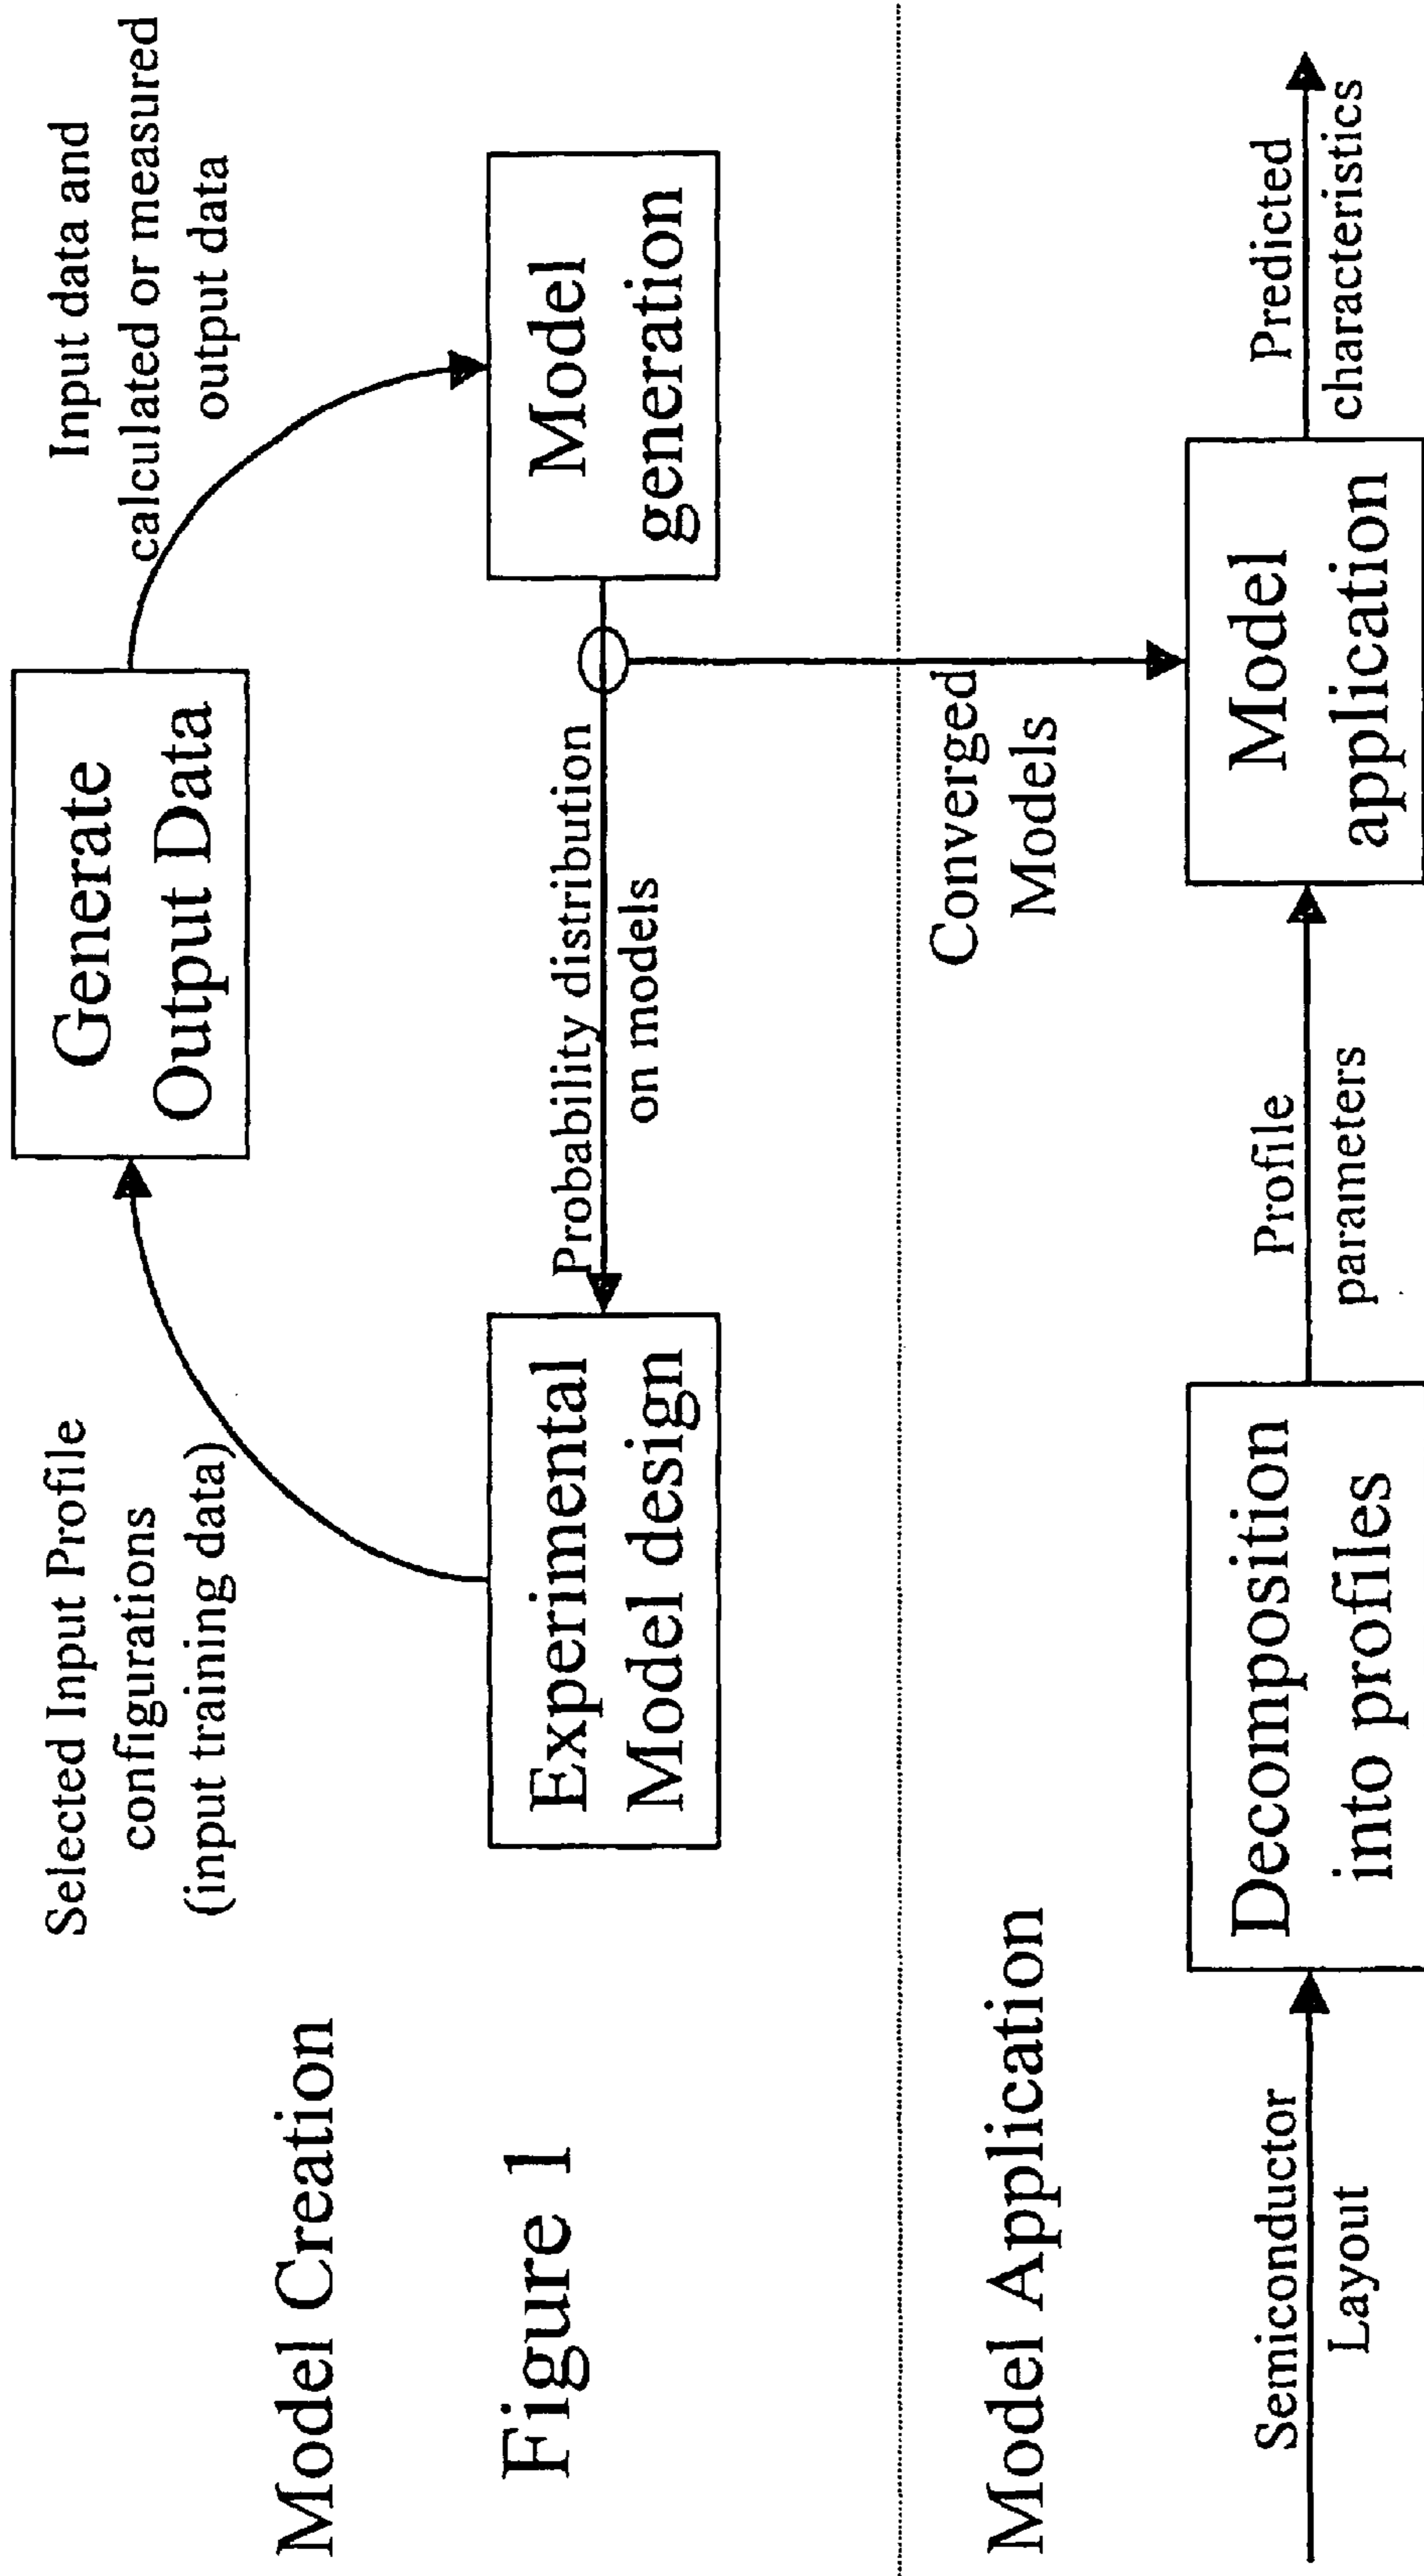 Model Creation
Figure 1
Selected Input Profile
configurations
(input training data)
Generate
Output Data
Input data and
calculated or measured
output data
Experimental
Model design
Probability distribution
on models
Model
generation
Converged
Models
Model Application
Semiconductor
Layout
Decomposition
into profiles
Profile
parameters
Model
application
Predicted
characteristics